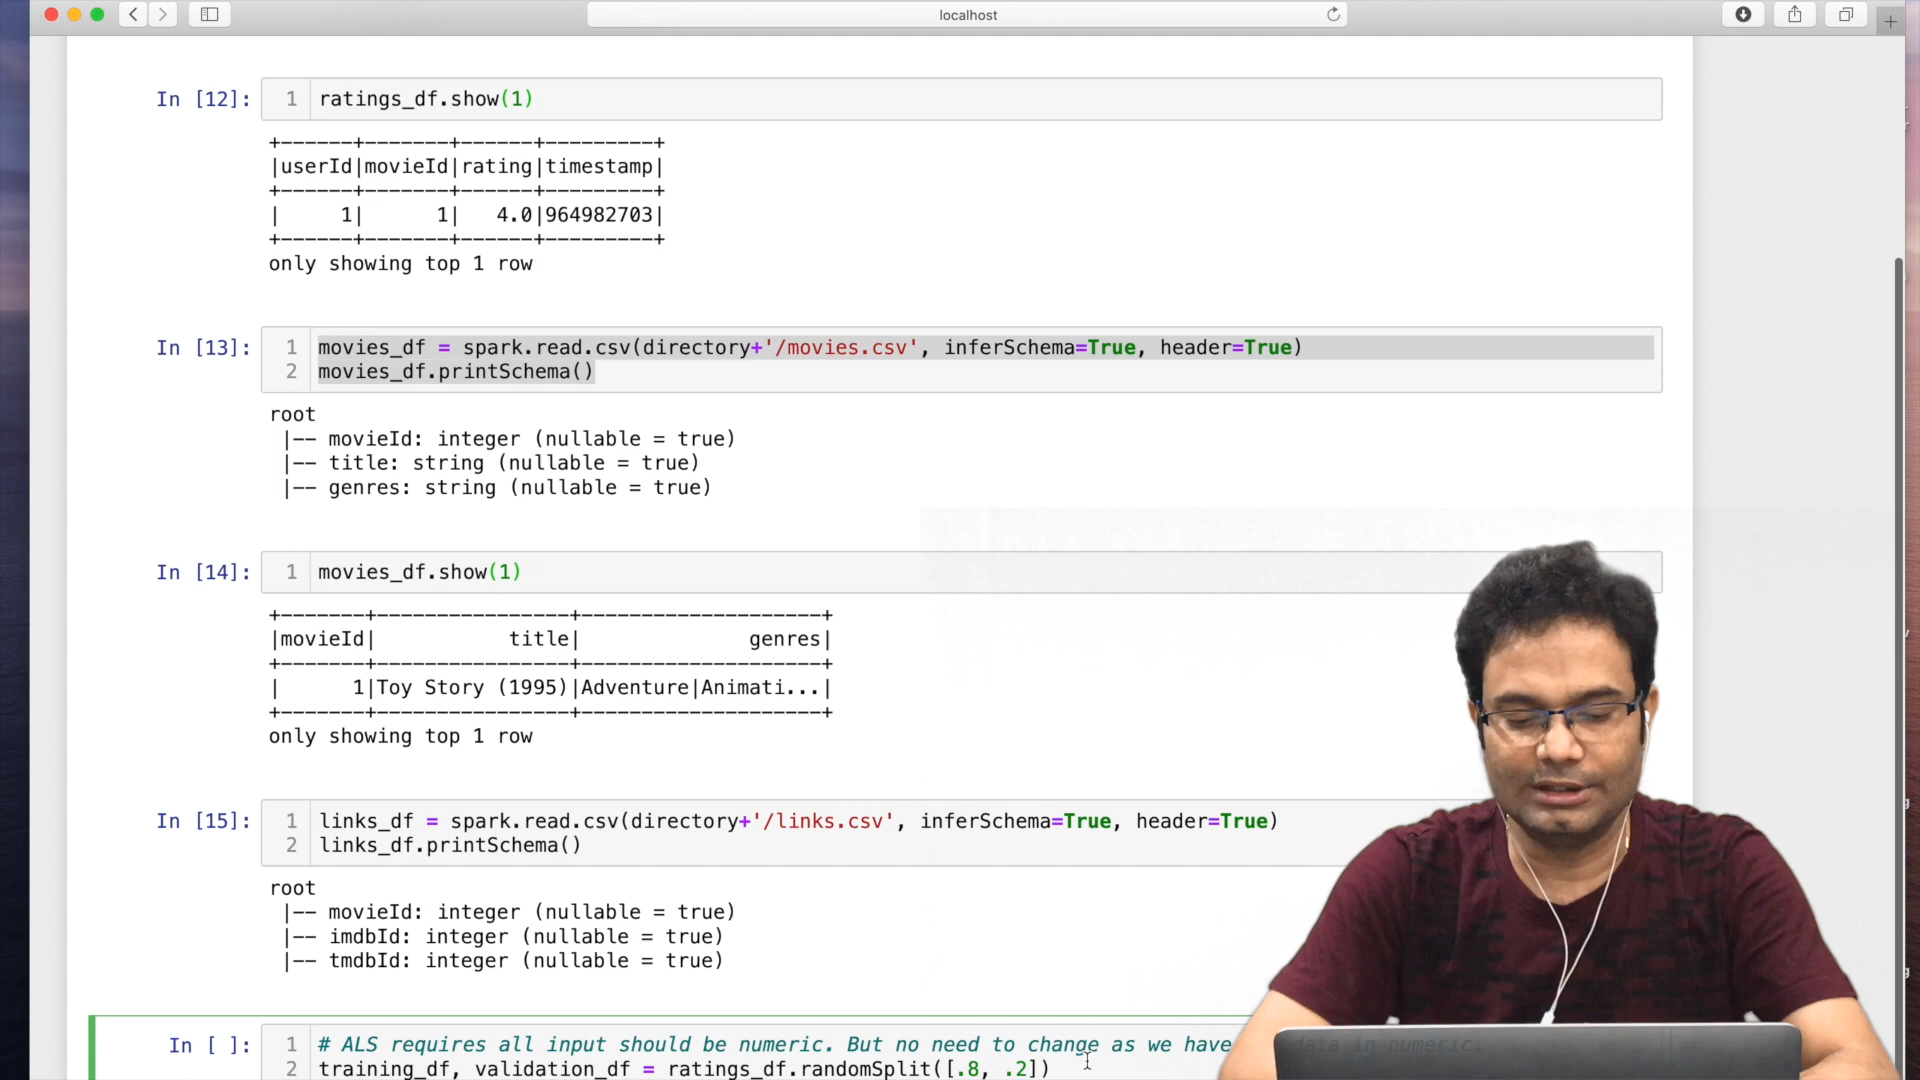 localhost
In [12]: 1 ratings_df.show(1)
+------+-------+------+---------+
|userId|movieId|rating|timestamp|
+------+-------+------+---------+
|     1|      1|   4.0|964982703|
+------+-------+------+---------+
only showing top 1 row
In [13]: 1 movies_df = spark.read.csv(directory+'/movies.csv', inferSchema=True, header=True)
2 movies_df.printSchema()
root
 |-- movieId: integer (nullable = true)
 |-- title: string (nullable = true)
 |-- genres: string (nullable = true)
In [14]: 1 movies_df.show(1)
+-------+----------------+--------------------+
|movieId|           title|              genres|
+-------+----------------+--------------------+
|      1|Toy Story (1995)|Adventure|Animati...|
+-------+----------------+--------------------+
only showing top 1 row
In [15]: 1 links_df = spark.read.csv(directory+'/links.csv', inferSchema=True, header=True)
2 links_df.printSchema()
root
 |-- movieId: integer (nullable = true)
 |-- imdbId: integer (nullable = true)
 |-- tmdbId: integer (nullable = true)
In [ ]: 1 # ALS requires all input should be numeric. But no need to change as we have data in numeric.
2 training_df, validation_df = ratings_df.randomSplit([.8, .2])